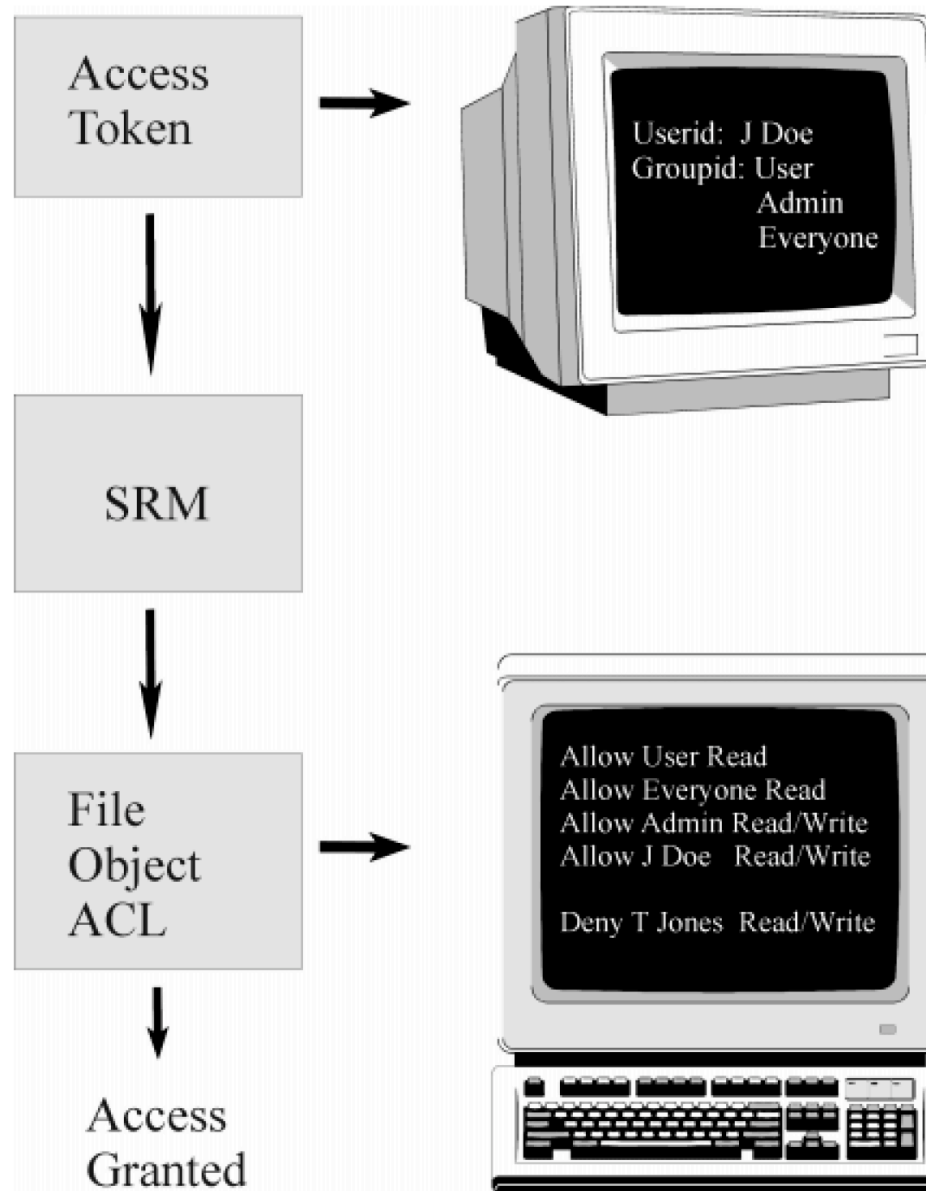 Access
Token
Userid: J Doe
Groupid: User
Admin
Everyone
SRM
File
Object
ACL
Allow User Read
Allow Everyone Read
Allow Admin Read/Write
Allow J Doe Read/Write
Deny T Jones Read/Write
Access
Granted